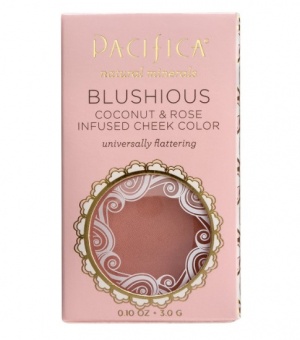 PACIFICA®
natural minerals
BLUSHIOUS
COCONUT & ROSE
INFUSED CHEEK COLOR
universally flattering
0.10 OZ • 3.0 G